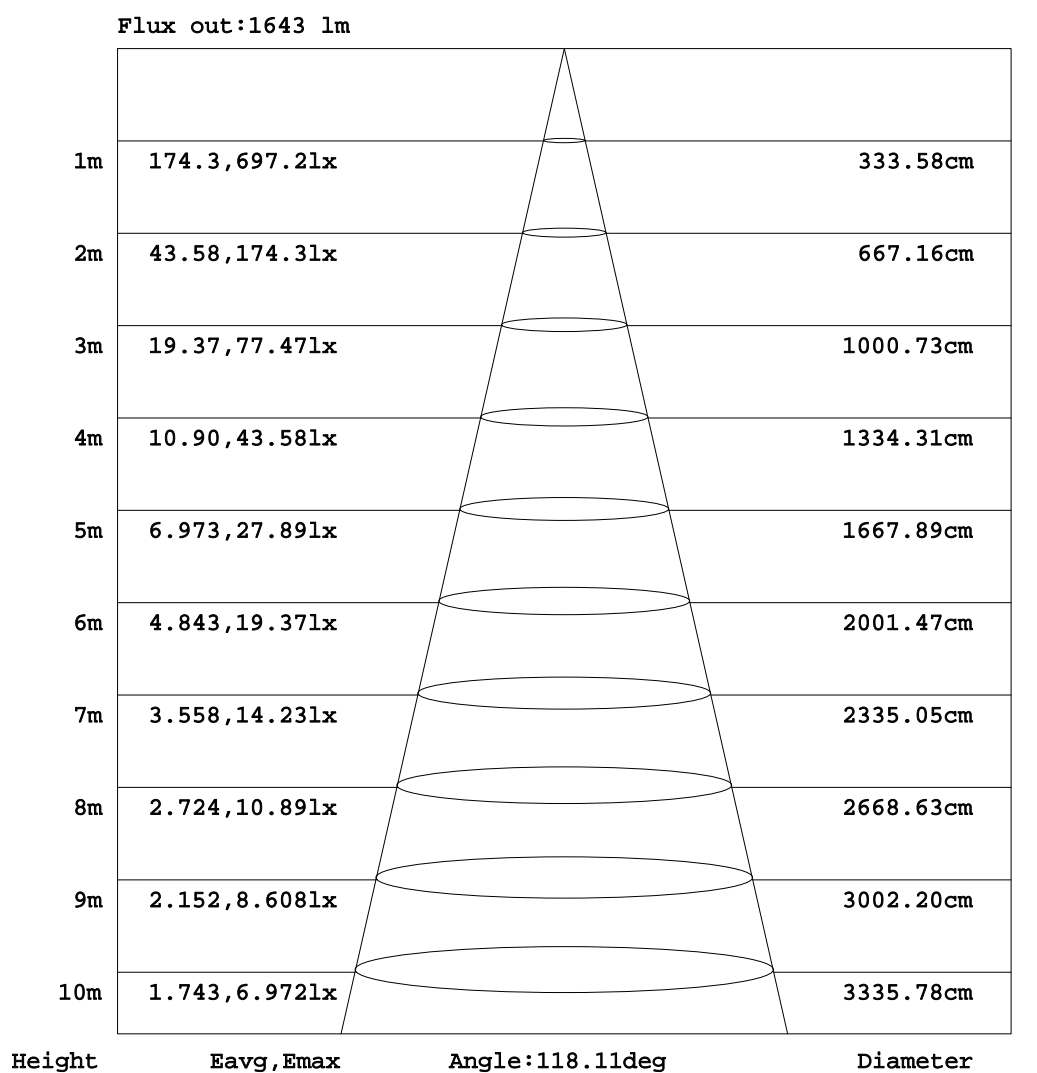 Flux out:1643 lm
1m 174.3,697.2lx 333.58cm
2m 43.58,174.3lx 667.16cm
3m 19.37,77.47lx 1000.73cm
4m 10.90,43.58lx 1334.31cm
5m 6.973,27.89lx 1667.89cm
6m 4.843,19.37lx 2001.47cm
7m 3.558,14.23lx 2335.05cm
8m 2.724,10.89lx 2668.63cm
9m 2.152,8.608lx 3002.20cm
10m 1.743,6.972lx 3335.78cm
Height Eavg,Emax Angle:118.11deg Diameter